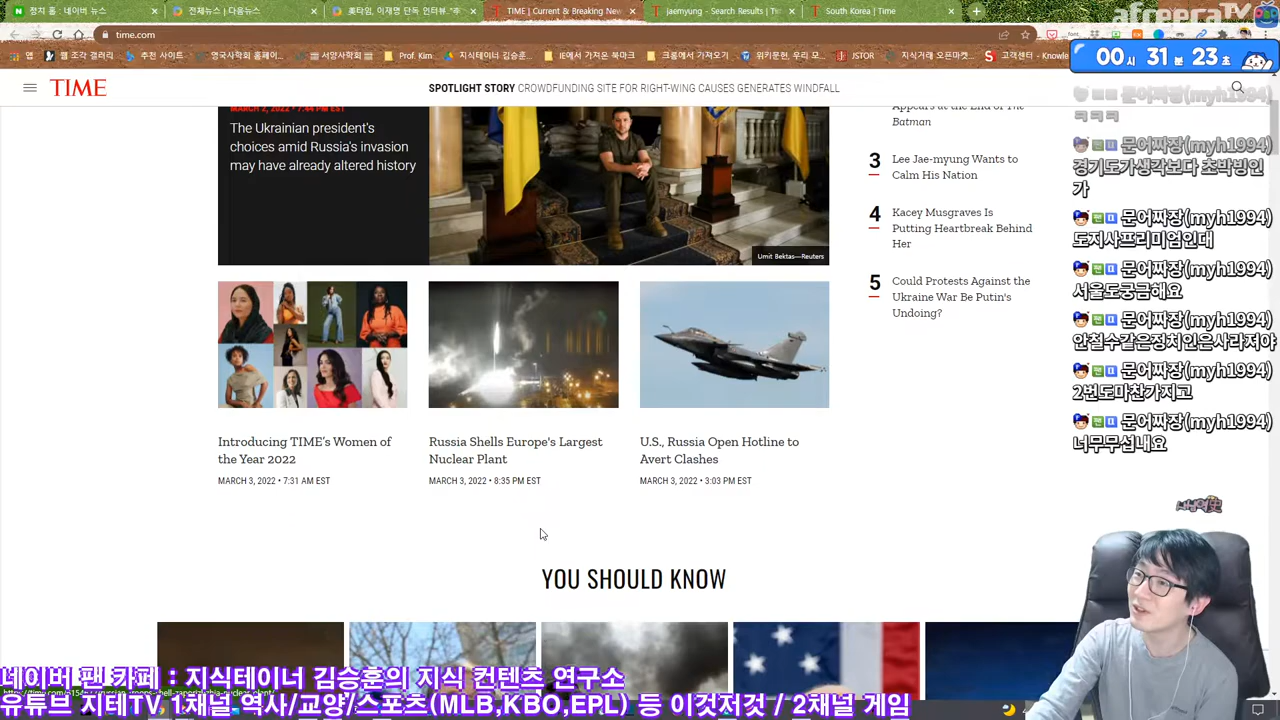 정치 홈 : 네이버 뉴스
전체뉴스 : 다음뉴스
美타임, 이재명 단독 인터뷰.."주
TIME | Current & Breaking New
jaemyung - Search Results | Tim
South Korea | Time
afreecaTV
time.com
앱
웹 조각 갤러리
추천 사이트
영국사학회 홈페이...
서양사학회
Prof. Kim
지식테이너 김승훈...
IE에서 가져온 북마크
크롬에서 가져오기
위키문헌, 우리 모...
JSTOR
지식거래 오픈마켓...
고객센터 - Knowle
00시 31분 23초
TIME
SPOTLIGHT STORY CROWDFUNDING SITE FOR RIGHT-WING CAUSES GENERATES WINDFALL
MARCH 2, 2022 • 7:44 PM EST
The Ukrainian president's
choices amid Russia's invasion
may have already altered history
Umit Bektas—Reuters
Appears at the End of The
Batman
3
Lee Jae-myung Wants to
Calm His Nation
4
Kacey Musgraves Is
Putting Heartbreak Behind
Her
5
Could Protests Against the
Ukraine War Be Putin's
Undoing?
Introducing TIME's Women of
the Year 2022
MARCH 3, 2022 • 7:31 AM EST
Russia Shells Europe's Largest
Nuclear Plant
MARCH 3, 2022 • 8:35 PM EST
U.S., Russia Open Hotline to
Avert Clashes
MARCH 3, 2022 • 3:03 PM EST
YOU SHOULD KNOW
문어짜장(myh1994)
ㅋㅋㅋ
문어짜장(myh1994)
경기도가생각보다 초박빙인
가
문어짜장(myh1994)
도지사프리미엄인대
문어짜장(myh1994)
서울도궁금해요
문어짜장(myh1994)
안철수같은정치인은사라져야
문어짜장(myh1994)
2번도마찬가지고
문어짜장(myh1994)
너무무섭내요
네이버 팬 카페 : 지식테이너 김승훈의 지식 컨텐츠 연구소
유튜브 지테TV 1채널 역사/교양/스포츠(MLB,KBO,EPL) 등 이것저것 / 2채널 게임